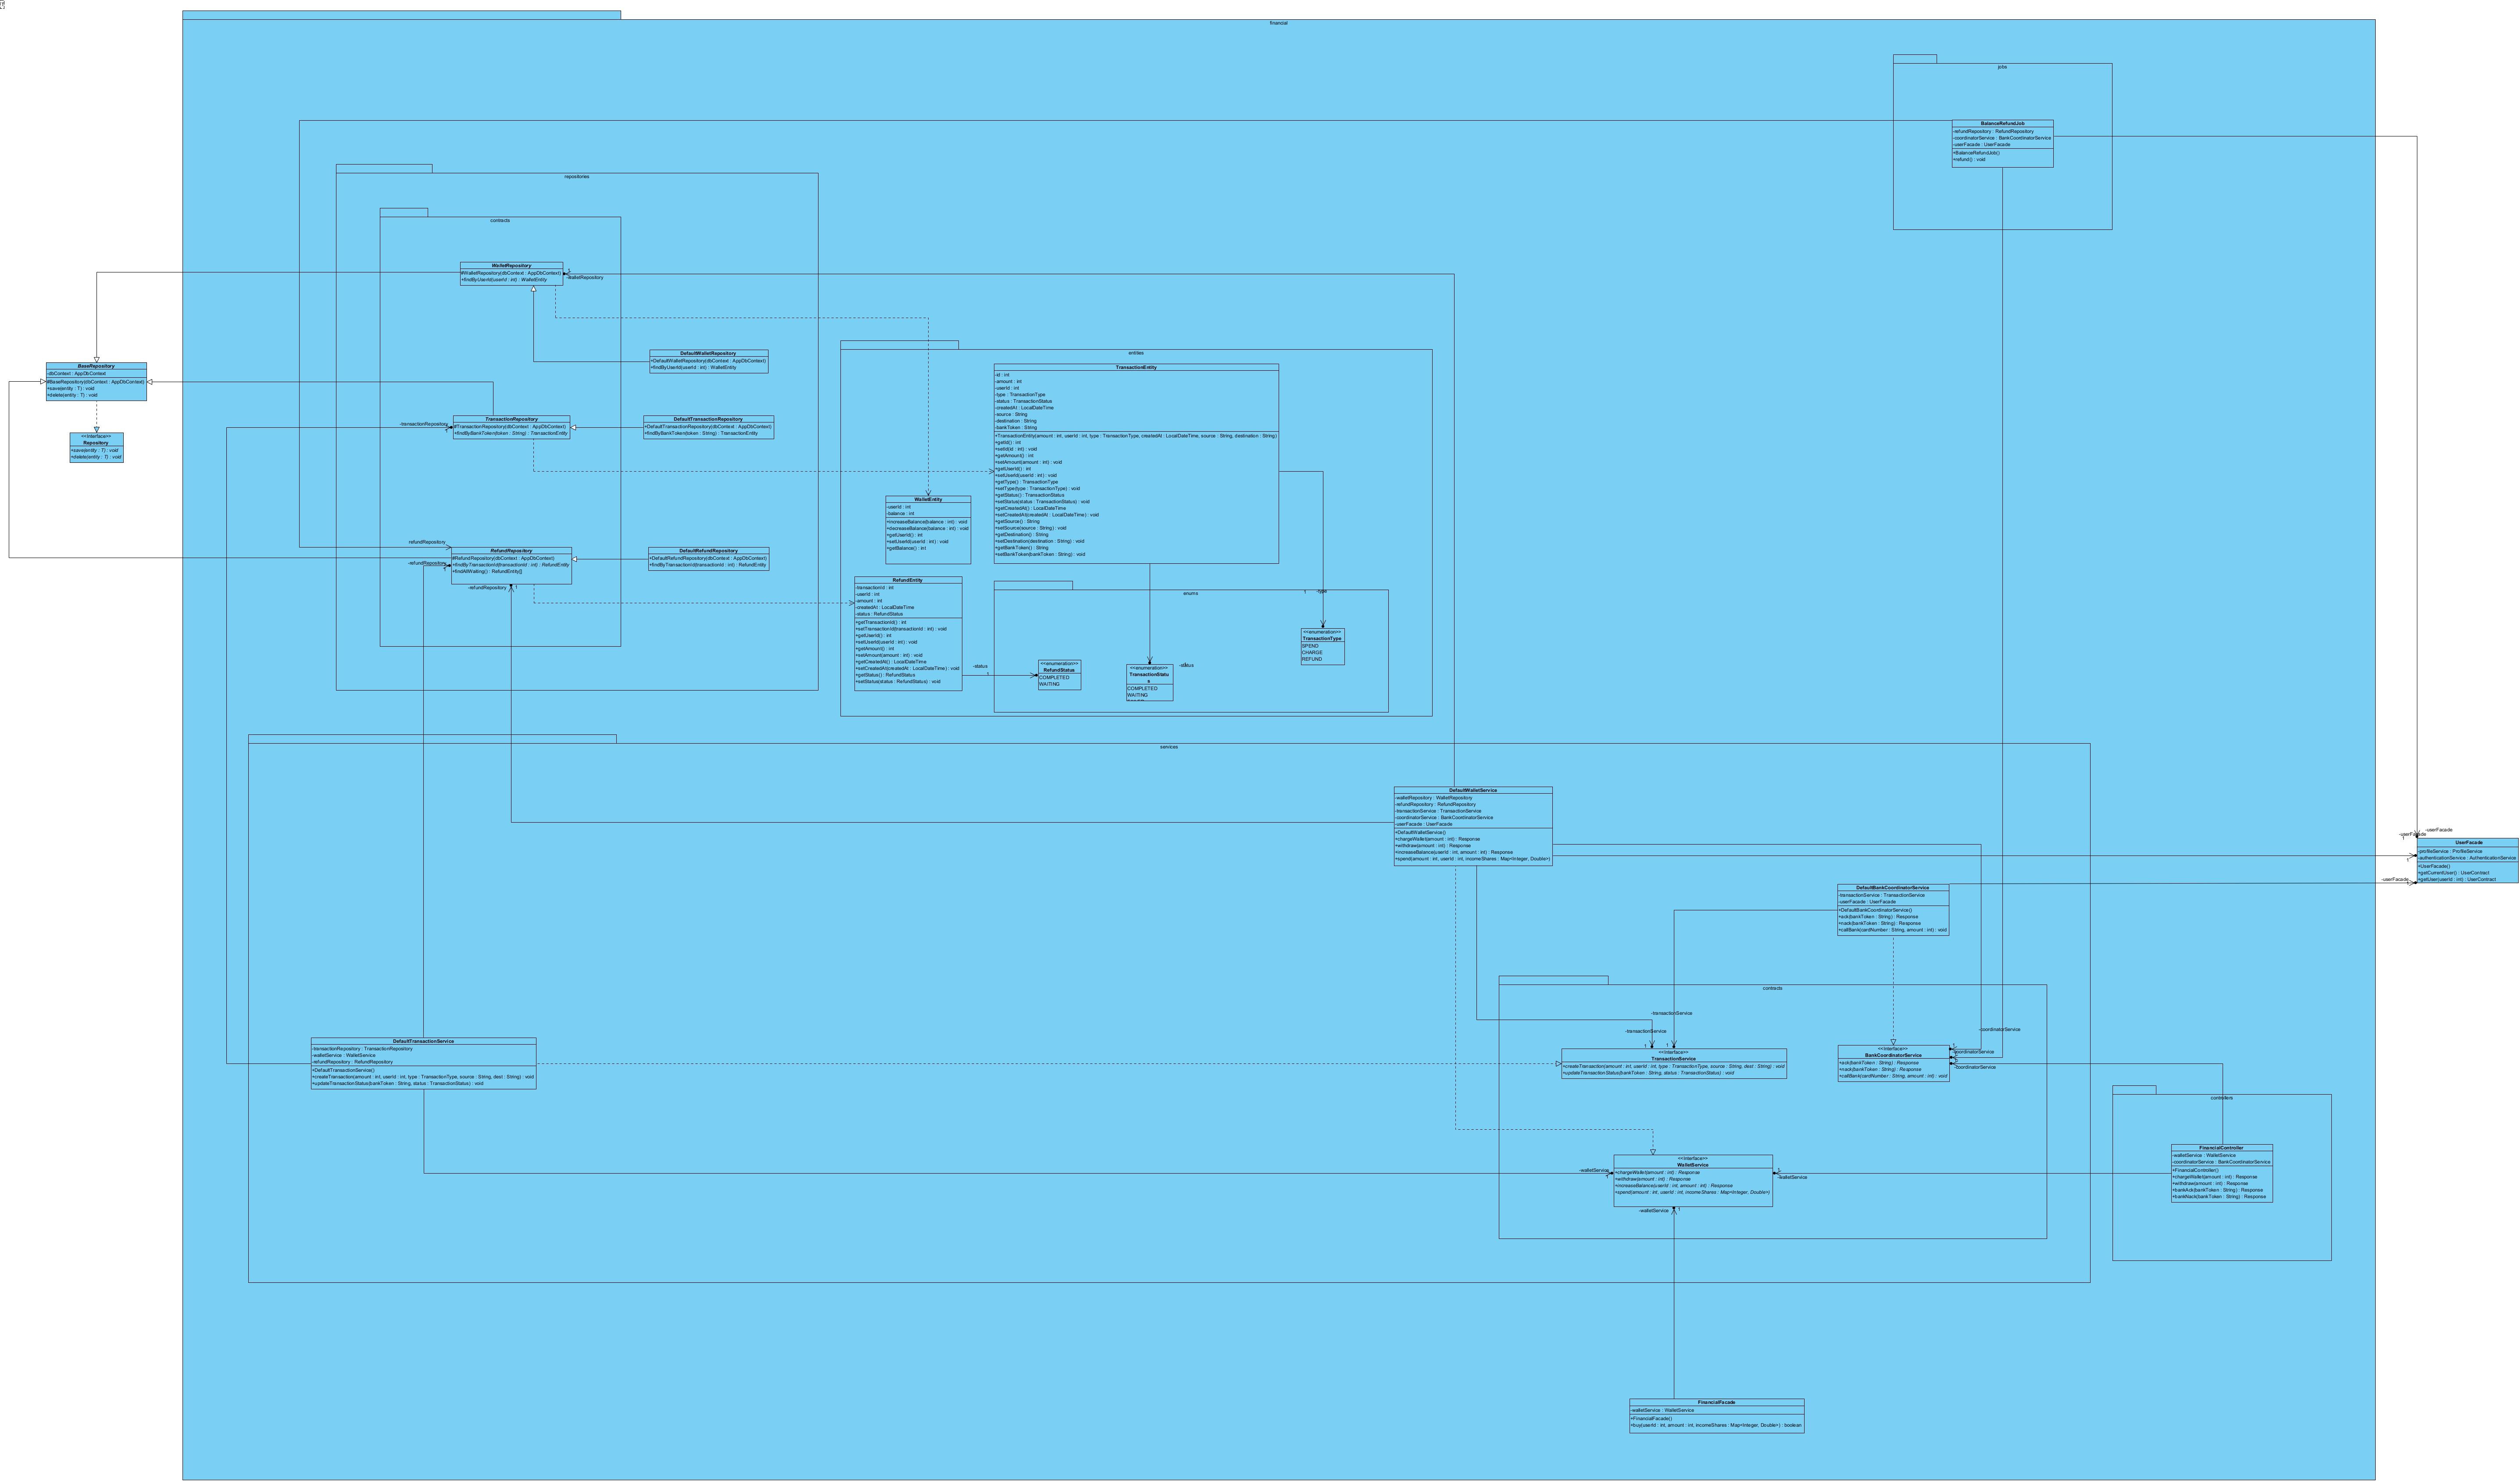 financial
jobs
BalanceRefundJob
-refundRepository : RefundRepository
-coordinatorService : BankCoordinatorService
-userFacade : UserFacade
+BalanceRefundJob()
+refund() : void
repositories
contracts
WalletRepository
#WalletRepository(dbContext : AppDbContext)
+findByUserId(userId : int) : WalletEntity
1
-WalletRepository
DefaultWalletRepository
+DefaultWalletRepository(dbContext : AppDbContext)
+findByUserId(userId : int) : WalletEntity
BaseRepository
-dbContext : AppDbContext
#BaseRepository(dbContext : AppDbContext)
+save(entity : T) : void
+delete(entity : T) : void
<<Interface>>
Repository
+save(entity : T) : void
+delete(entity : T) : void
-transactionRepository
1
TransactionRepository
#TransactionRepository(dbContext : AppDbContext)
+findByBankToken(token : String) : TransactionEntity
DefaultTransactionRepository
+DefaultTransactionRepository(dbContext : AppDbContext)
+findByBankToken(token : String) : TransactionEntity
refundRepository
-refundRepository
1
RefundRepository
#RefundRepository(dbContext : AppDbContext)
+findByTransactionId(transactionId : int) : RefundEntity
+findAllWaiting() : RefundEntity[]
-refundRepository
1
DefaultRefundRepository
+DefaultRefundRepository(dbContext : AppDbContext)
+findByTransactionId(transactionId : int) : RefundEntity
entities
TransactionEntity
-id : int
-amount : int
-userId : int
-type : TransactionType
-status : TransactionStatus
-createdAt : LocalDateTime
-source : String
-destination : String
-bankToken : String
+TransactionEntity(amount : int, userId : int, type : TransactionType, createdAt : LocalDateTime, source : String, destination : String)
+getId() : int
+setId(id : int) : void
+getAmount() : int
+setAmount(amount : int) : void
+getUserId() : int
+setUserId(userId : int) : void
+getType() : TransactionType
+setType(type : TransactionType) : void
+getStatus() : TransactionStatus
+setStatus(status : TransactionStatus) : void
+getCreatedAt() : LocalDateTime
+setCreatedAt(createdAt : LocalDateTime) : void
+getSource() : String
+setSource(source : String) : void
+getDestination() : String
+setDestination(destination : String) : void
+getBankToken() : String
+setBankToken(bankToken : String) : void
WalletEntity
-userId : int
-balance : int
+increaseBalance(balance : int) : void
+decreaseBalance(balance : int) : void
+getUserId() : int
+setUserId(userId : int) : void
+getBalance() : int
RefundEntity
-transactionId : int
-userId : int
-amount : int
-createdAt : LocalDateTime
-status : RefundStatus
+getTransactionId() : int
+setTransactionId(transactionId : int) : void
+getUserId() : int
+setUserId(userId : int) : void
+getAmount() : int
+setAmount(amount : int) : void
+getCreatedAt() : LocalDateTime
+setCreatedAt(createdAt : LocalDateTime) : void
+getStatus() : RefundStatus
+setStatus(status : RefundStatus) : void
-status
1
enums
1
-type
<<enumeration>>
TransactionType
SPEND
CHARGE
REFUND
<<enumeration>>
RefundStatus
COMPLETED
WAITING
<<enumeration>>
TransactionStatu
s
COMPLETED
WAITING
-status
services
DefaultWalletService
-walletRepository : WalletRepository
-refundRepository : RefundRepository
-transactionService : TransactionService
-coordinatorService : BankCoordinatorService
-userFacade : UserFacade
+DefaultWalletService()
+chargeWallet(amount : int) : Response
+withdraw(amount : int) : Response
+increaseBalance(userId : int, amount : int) : Response
+spend(amount : int, userId : int, incomeShares : Map<Integer, Double>)
-userFacade
-userFacade
1
1
-userFacade
UserFacade
-profileService : ProfileService
-authenticationService : AuthenticationService
+UserFacade()
+getCurrentUser() : UserContract
+getUser(userId : int) : UserContract
DefaultBankCoordinatorService
-transactionService : TransactionService
-userFacade : UserFacade
+DefaultBankCoordinatorService()
+ack(bankToken : String) : Response
+nack(bankToken : String) : Response
+callBank(cardNumber : String, amount : int) : void
contracts
-transactionService
-transactionService
1
1
<<Interface>>
TransactionService
+createTransaction(amount : int, userId : int, type : TransactionType, source : String, dest : String) : void
+updateTransactionStatus(bankToken : String, status : TransactionStatus) : void
-coordinatorService
-coordinatorService
-coordinatorService
<<Interface>>
BankCoordinatorService
+ack(bankToken : String) : Response
+nack(bankToken : String) : Response
+callBank(cardNumber : String, amount : int) : void
DefaultTransactionService
-transactionRepository : TransactionRepository
-walletService : WalletService
-refundRepository : RefundRepository
+DefaultTransactionService()
+createTransaction(amount : int, userId : int, type : TransactionType, source : String, dest : String) : void
+updateTransactionStatus(bankToken : String, status : TransactionStatus) : void
-walletService
1
<<Interface>>
WalletService
+chargeWallet(amount : int) : Response
+withdraw(amount : int) : Response
+increaseBalance(userId : int, amount : int) : Response
+spend(amount : int, userId : int, incomeShares : Map<Integer, Double>)
1
-walletService
-walletService
1
controllers
FinancialController
-walletService : WalletService
-coordinatorService : BankCoordinatorService
+FinancialController()
+chargeWallet(amount : int) : Response
+withdraw(amount : int) : Response
+bankAck(bankToken : String) : Response
+bankNack(bankToken : String) : Response
FinancialFacade
-walletService : WalletService
+FinancialFacade()
+buy(userId : int, amount : int, incomeShares : Map<Integer, Double>) : boolean